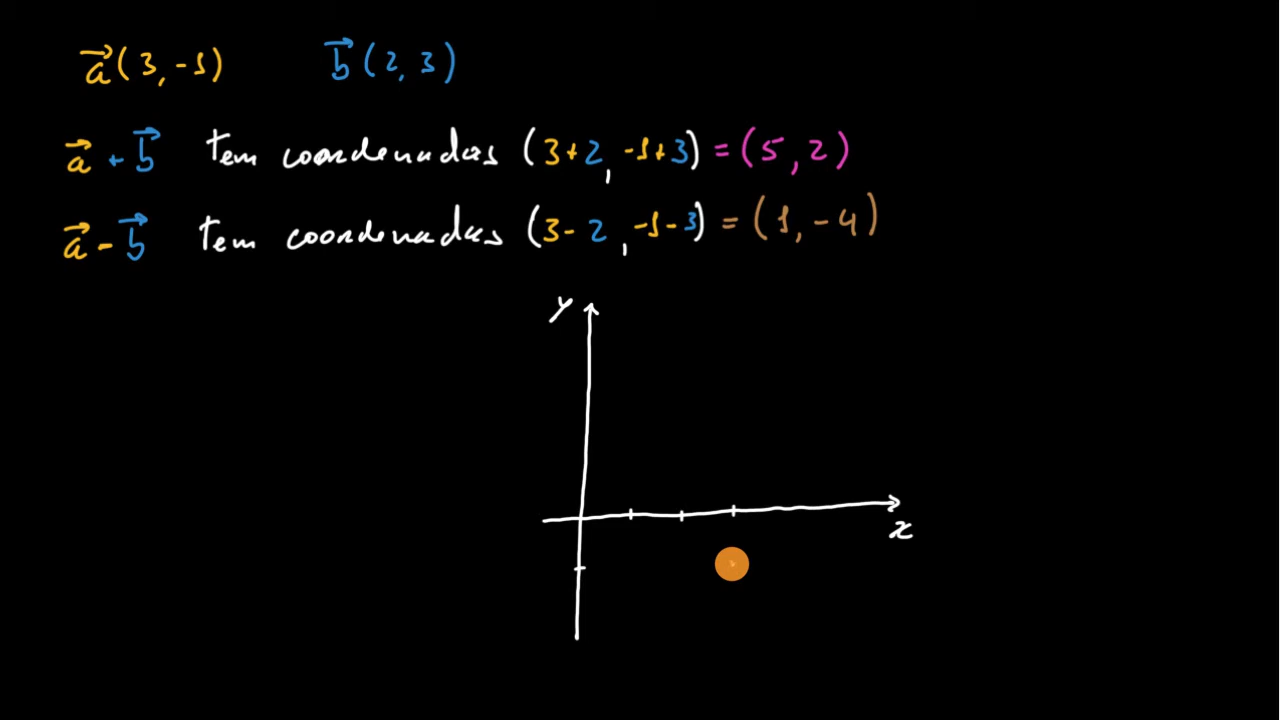 a⃗(3,-1) b⃗(2,3)
a⃗+b⃗ tem coordenadas (3+2,-1+3)=(5,2)
a⃗-b⃗ tem coordenadas (3-2,-1-3)=(1,-4)
y
x